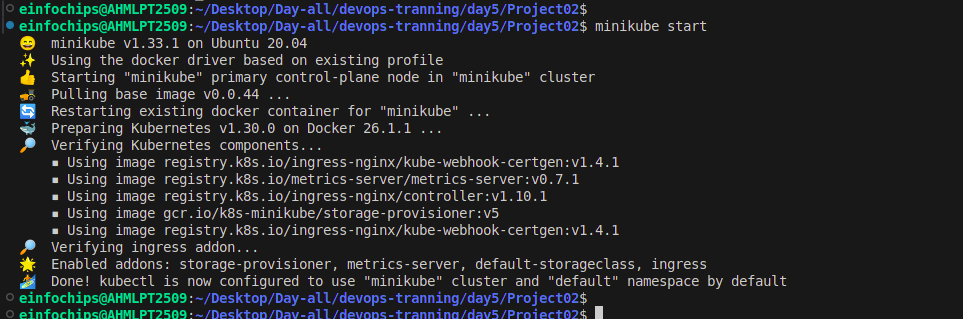 einfochips@AHMLPT2509:~/Desktop/Day-all/devops-tranning/day5/Project02$
einfochips@AHMLPT2509:~/Desktop/Day-all/devops-tranning/day5/Project02$ minikube start
😄 minikube v1.33.1 on Ubuntu 20.04
✨ Using the docker driver based on existing profile
👍 Starting "minikube" primary control-plane node in "minikube" cluster
🚜 Pulling base image v0.0.44 ...
🔄 Restarting existing docker container for "minikube" ...
🐳 Preparing Kubernetes v1.30.0 on Docker 26.1.1 ...
🔎 Verifying Kubernetes components...
▪ Using image registry.k8s.io/ingress-nginx/kube-webhook-certgen:v1.4.1
▪ Using image registry.k8s.io/metrics-server/metrics-server:v0.7.1
▪ Using image registry.k8s.io/ingress-nginx/controller:v1.10.1
▪ Using image gcr.io/k8s-minikube/storage-provisioner:v5
▪ Using image registry.k8s.io/ingress-nginx/kube-webhook-certgen:v1.4.1
🔎 Verifying ingress addon...
🌟 Enabled addons: storage-provisioner, metrics-server, default-storageclass, ingress
🏄 Done! kubectl is now configured to use "minikube" cluster and "default" namespace by default
einfochips@AHMLPT2509:~/Desktop/Day-all/devops-tranning/day5/Project02$
einfochips@AHMLPT2509:~/Desktop/Day-all/devops-tranning/day5/Project02$